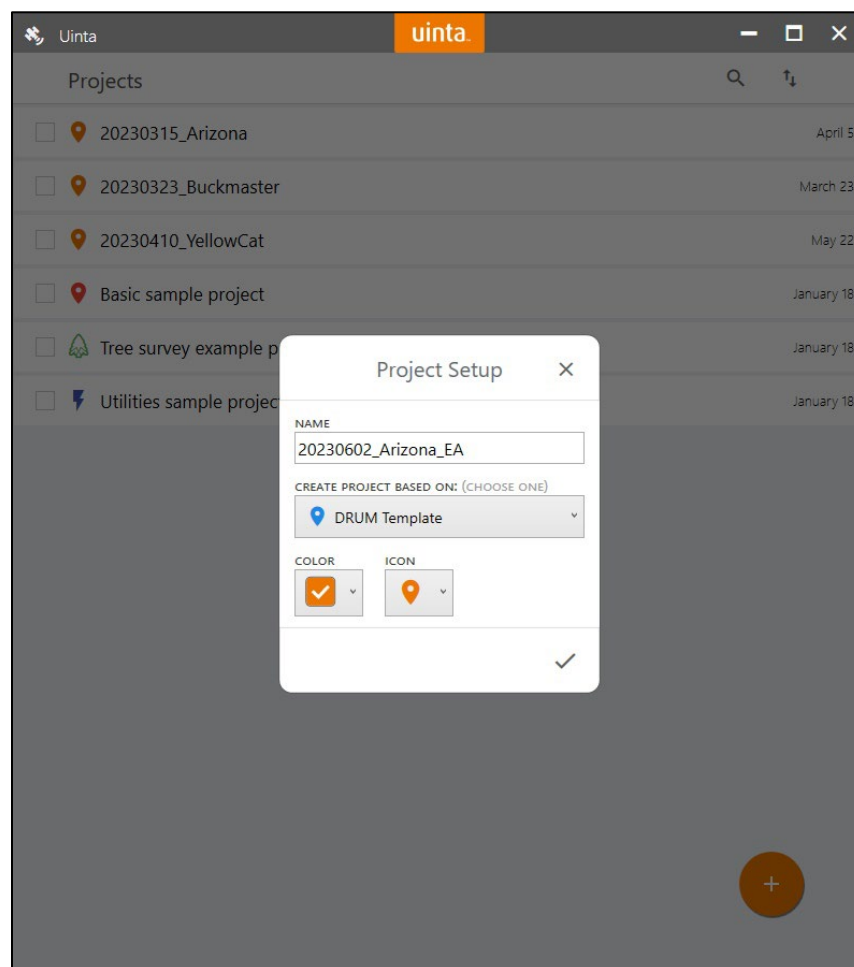 Uinta
uinta.
Projects
20230315_Arizona
April 5
20230323_Buckmaster
March 23
20230410_YellowCat
May 22
Basic sample project
January 18
Tree survey example p
January 18
Utilities sample projec
January 18
Project Setup
NAME
20230602_Arizona_EA
CREATE PROJECT BASED ON: (CHOOSE ONE)
DRUM Template
COLOR ICON